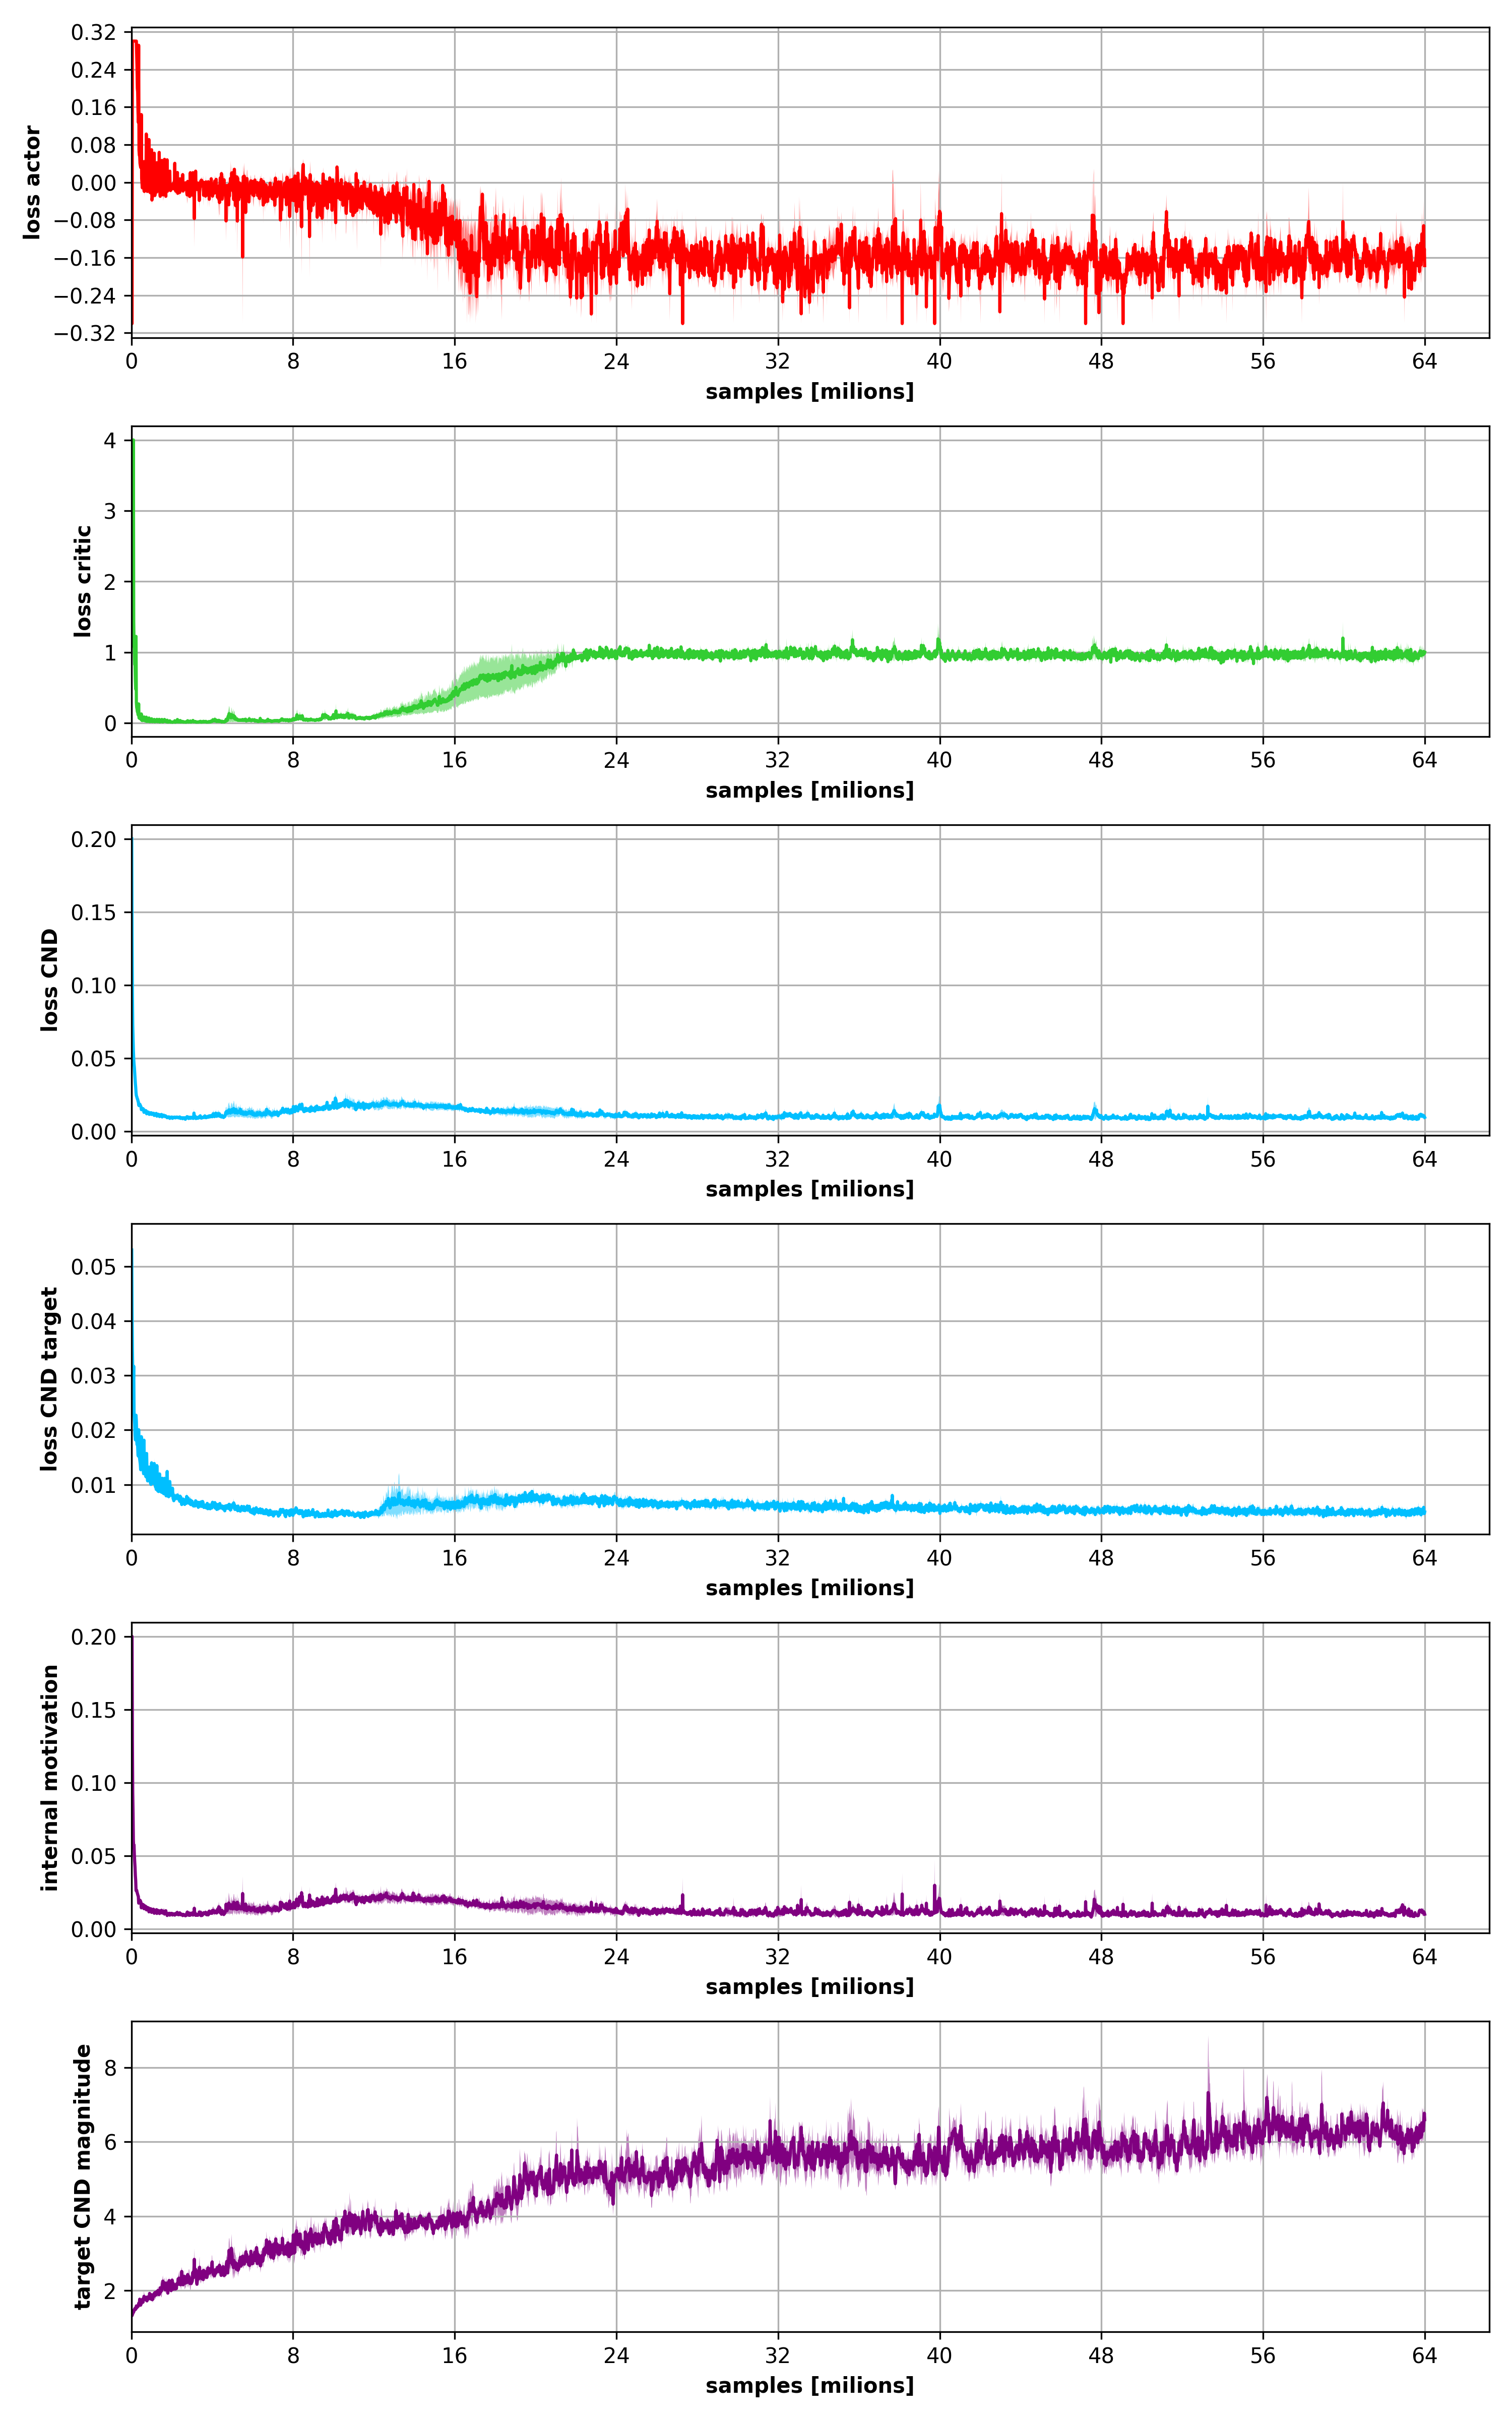 loss actor
0.32
0.24
0.16
0.08
0.00
−0.08
−0.16
−0.24
−0.32
0 8 16 24 32 40 48 56 64
samples [milions]
loss critic
4
3
2
1
0
0 8 16 24 32 40 48 56 64
samples [milions]
loss CND
0.20
0.15
0.10
0.05
0.00
0 8 16 24 32 40 48 56 64
samples [milions]
loss CND target
0.05
0.04
0.03
0.02
0.01
0 8 16 24 32 40 48 56 64
samples [milions]
internal motivation
0.20
0.15
0.10
0.05
0.00
0 8 16 24 32 40 48 56 64
samples [milions]
target CND magnitude
8
6
4
2
0 8 16 24 32 40 48 56 64
samples [milions]